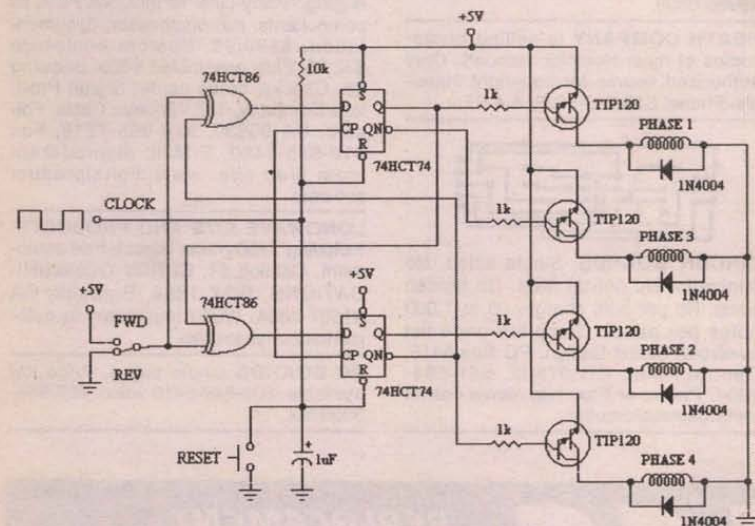 +5V
74HCT86
10k
S
D Q
CP QN
R
74HCT74
1k
TIP120
PHASE 1
1N4004
CLOCK
1k
TIP120
PHASE 3
1N4004
+5V
FWD
REV
74HCT86
+5V
S
D Q
CP QN
R
74HCT74
1k
TIP120
PHASE 2
1N4004
RESET
+
1uF
1k
TIP120
PHASE 4
1N4004